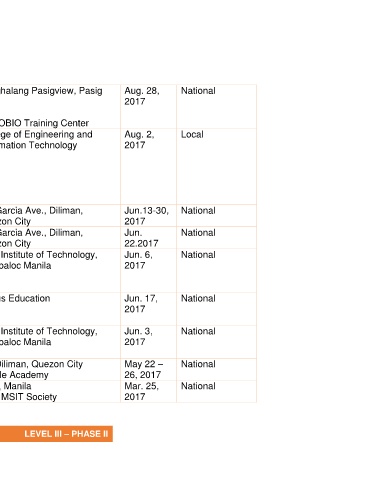 halang Pasigview, Pasig Aug. 28, National
2017
OBIO Training Center
ge of Engineering and Aug. 2, Local
mation Technology 2017
Garcia Ave., Diliman, Jun.13-30, National
zon City 2017
Garcia Ave., Diliman, Jun. National
zon City 22.2017
Institute of Technology, Jun. 6, National
paloc Manila 2017
us Education Jun. 17, National
2017
Institute of Technology, Jun. 3, National
paloc Manila 2017
Diliman, Quezon City May 22 – National
le Academy 26, 2017
, Manila Mar. 25, National
MSIT Society 2017
LEVEL III – PHASE II